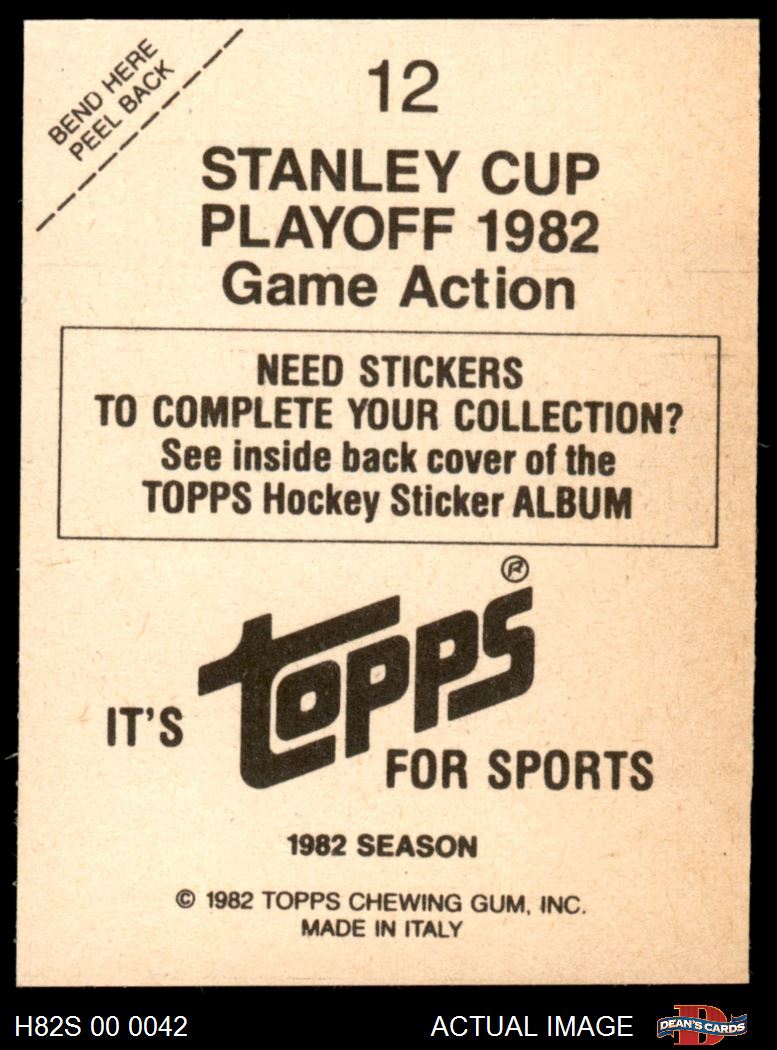 BEND HERE
PEEL BACK
12
STANLEY CUP
PLAYOFF 1982
Game Action
NEED STICKERS
TO COMPLETE YOUR COLLECTION?
See inside back cover of the
TOPPS Hockey Sticker ALBUM
®
IT'S topps
FOR SPORTS
1982 SEASON
© 1982 TOPPS CHEWING GUM, INC.
MADE IN ITALY
H82S 00 0042 ACTUAL IMAGE D DEAN'S CARDS